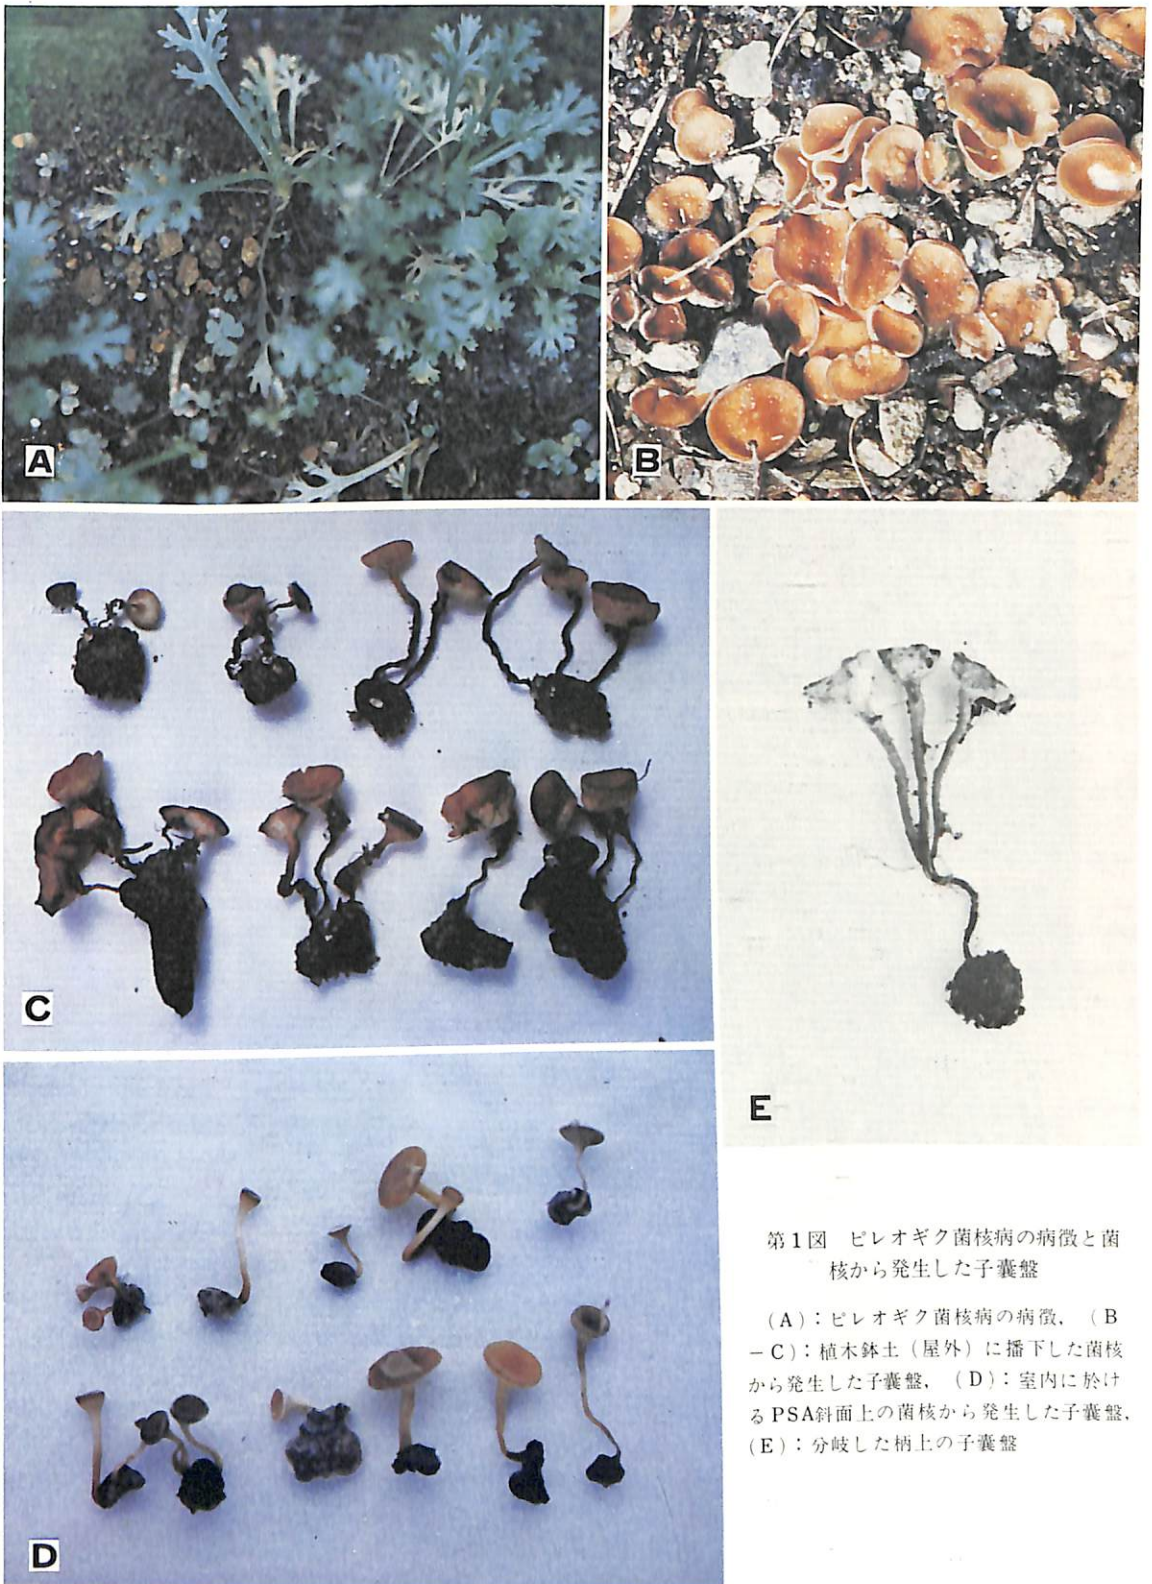 A
B
C
E
D
第1図 ピレオギク菌核病の病徴と菌
核から発生した子嚢盤
(A):ピレオギク菌核病の病徴, (B
-C):植木鉢土(屋外)に播下した菌核
から発生した子嚢盤, (D):室内に於け
るPSA斜面上の菌核から発生した子嚢盤,
(E):分岐した柄上の子嚢盤